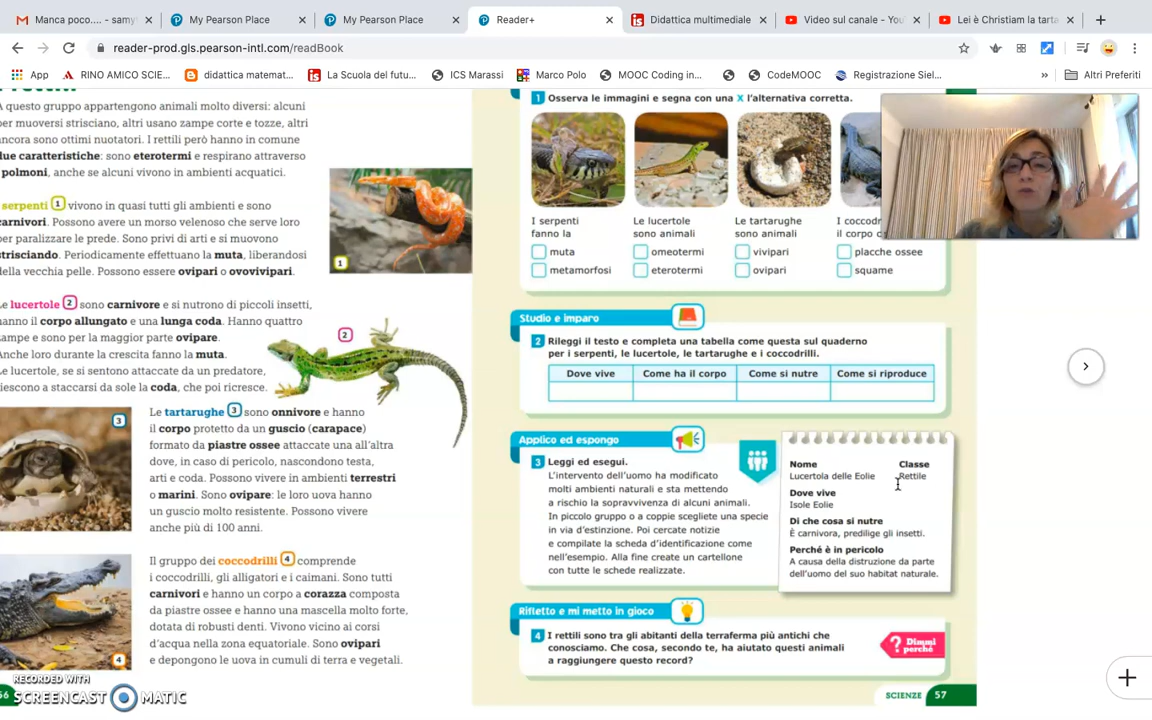 Manca poco.... - samy
My Pearson Place
My Pearson Place
Reader+
Didattica multimediale
Video sul canale - You
Lei è Christiam la tarta
reader-prod.gls.pearson-intl.com/readBook
App
RINO AMICO SCIE...
didattica matemat...
La Scuola del futu...
ICS Marassi
Marco Polo
MOOC Coding in...
CodeMOOC
Registrazione Siel...
»
Altri Preferiti
A questo gruppo appartengono animali molto diversi: alcuni
per muoversi strisciano, altri usano zampe corte e tozze, altri
ancora sono ottimi nuotatori. I rettili però hanno in comune
due caratteristiche: sono eterotermi e respirano attraverso
polmoni, anche se alcuni vivono in ambienti acquatici.
serpenti 1 vivono in quasi tutti gli ambienti e sono
carnivori. Possono avere un morso velenoso che serve loro
per paralizzare le prede. Sono privi di arti e si muovono
strisciando. Periodicamente effettuano la muta, liberandosi
della vecchia pelle. Possono essere ovipari o ovovivipari.
1
Le lucertole 2 sono carnivore e si nutrono di piccoli insetti,
hanno il corpo allungato e una lunga coda. Hanno quattro
zampe e sono per la maggior parte ovipare.
Anche loro durante la crescita fanno la muta.
Le lucertole, se si sentono attaccate da un predatore,
riescono a staccarsi da sole la coda, che poi ricresce.
2
3
Le tartarughe 3 sono onnivore e hanno
il corpo protetto da un guscio (carapace)
formato da piastre ossee attaccate una all'altra
dove, in caso di pericolo, nascondono testa,
arti e coda. Possono vivere in ambienti terrestri
o marini. Sono ovipare: le loro uova hanno
un guscio molto resistente. Possono vivere
anche più di 100 anni.
Il gruppo dei coccodrilli 4 comprende
i coccodrilli, gli alligatori e i caimani. Sono tutti
carnivori e hanno un corpo a corazza composta
da piastre ossee e hanno una mascella molto forte,
dotata di robusti denti. Vivono vicino ai corsi
d'acqua nella zona equatoriale. Sono ovipari
e depongono le uova in cumuli di terra e vegetali.
4
RECORDED WITH
SCREENCAST MATIC
56
1 Osserva le immagini e segna con una X l'alternativa corretta.
I serpenti
fanno la
muta
metamorfosi
Le lucertole
sono animali
omeotermi
eterotermi
Le tartarughe
sono animali
vivipari
ovipari
I coccodr
il corpo c
placche ossee
squame
Studio e imparo
2 Rileggi il testo e completa una tabella come questa sul quaderno
per i serpenti, le lucertole, le tartarughe e i coccodrilli.
Dove vive Come ha il corpo Come si nutre Come si riproduce
Applico ed espongo
3 Leggi ed esegui.
L'intervento dell'uomo ha modificato
molti ambienti naturali e sta mettendo
a rischio la sopravvivenza di alcuni animali.
In piccolo gruppo o a coppie scegliete una specie
in via d'estinzione. Poi cercate notizie
e compilate la scheda d'identificazione come
nell'esempio. Alla fine create un cartellone
con tutte le schede realizzate.
Nome Classe
Lucertola delle Eolie Rettile
Dove vive
Isole Eolie
Di che cosa si nutre
È carnivora, predilige gli insetti.
Perché è in pericolo
A causa della distruzione da parte
dell'uomo del suo habitat naturale.
Rifletto e mi metto in gioco
4 I rettili sono tra gli abitanti della terraferma più antichi che
conosciamo. Che cosa, secondo te, ha aiutato questi animali
a raggiungere questo record?
? Dimmi
perché
SCIENZE 57